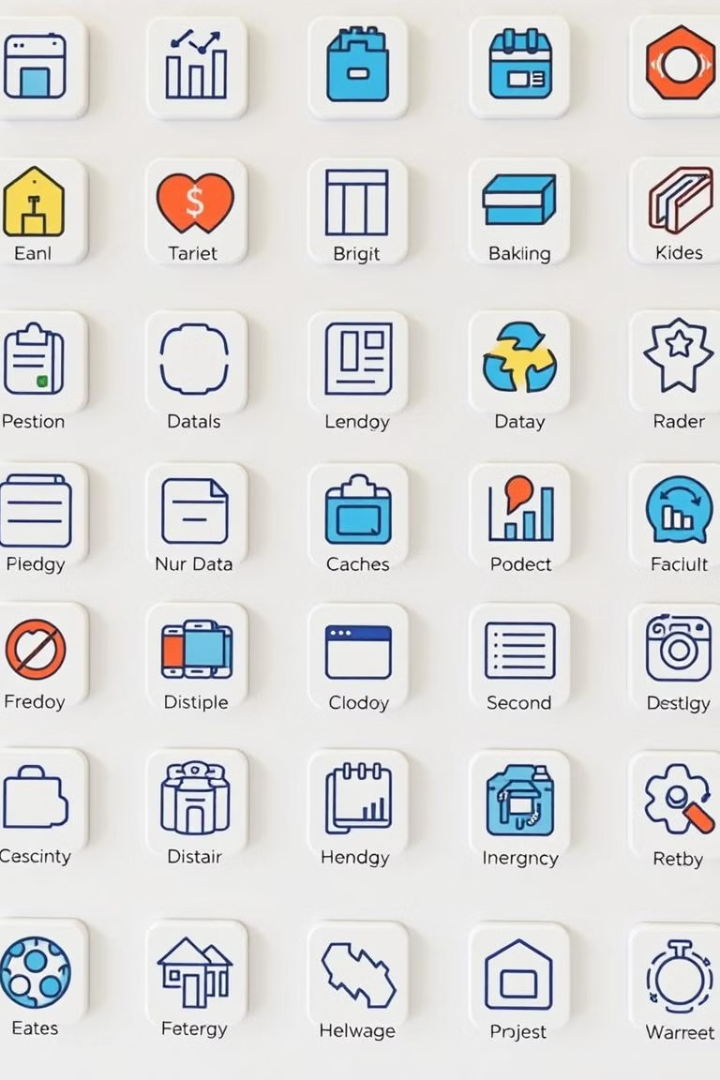 Eanl
Tariet
Brigit
Bakling
Kides
Pestion
Datals
Lendoy
Datay
Rader
Pledgy
Nur Data
Caches
Podect
Faciult
Fredoy
Distiple
Clodoy
Second
Destlgy
Cescinty
Distair
Hendgy
Inergncy
Retby
Eates
Fetergy
Helwage
Projest
Warreet